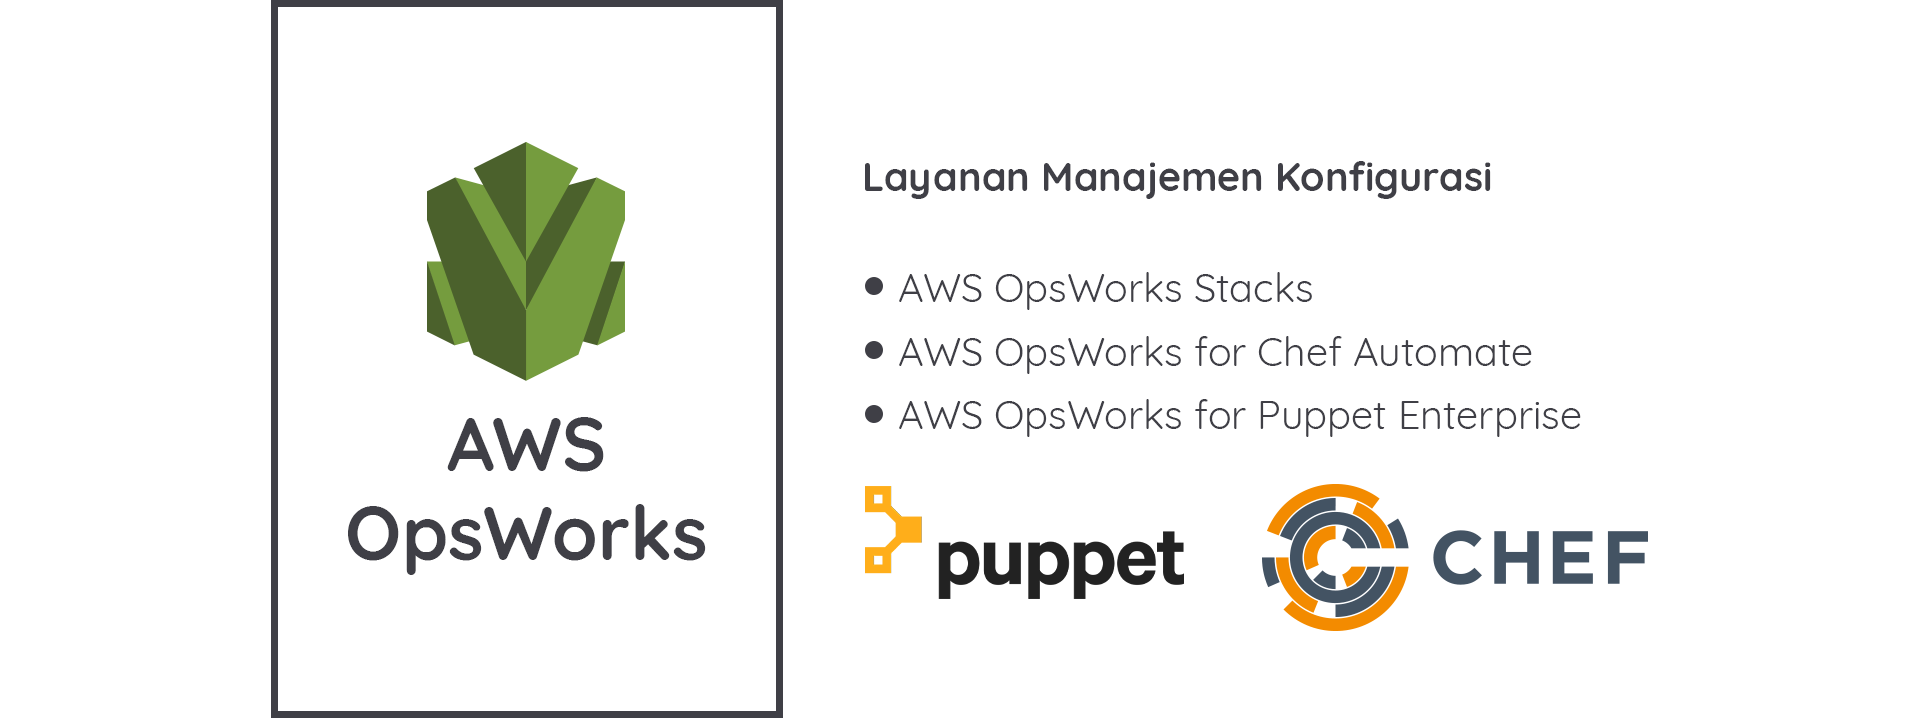 AWS
OpsWorks
Layanan Manajemen Konfigurasi
• AWS OpsWorks Stacks
• AWS OpsWorks for Chef Automate
• AWS OpsWorks for Puppet Enterprise
puppet
CHEF